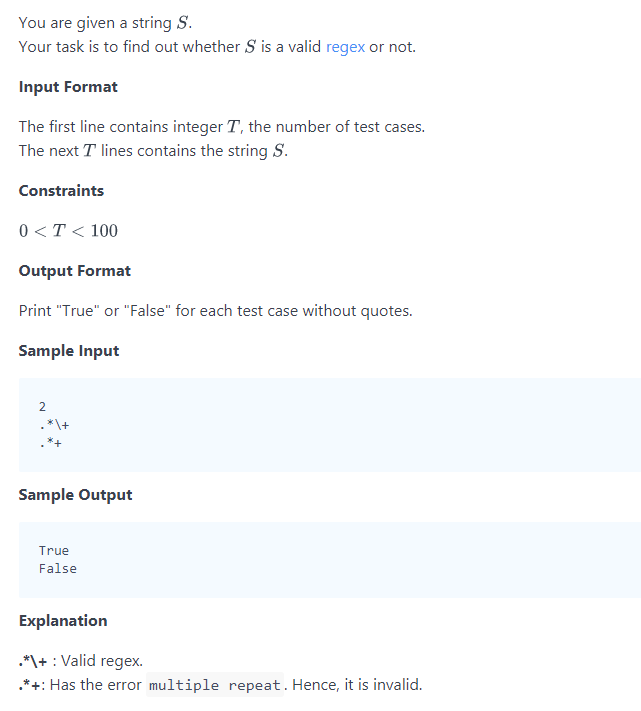 You are given a string S.
Your task is to find out whether S is a valid regex or not.
Input Format
The first line contains integer T, the number of test cases.
The next T lines contains the string S.
Constraints
0 < T < 100
Output Format
Print "True" or "False" for each test case without quotes.
Sample Input
2
.*\+
.*+
Sample Output
True
False
Explanation
.*\+ : Valid regex.
.*+: Has the error multiple repeat. Hence, it is invalid.